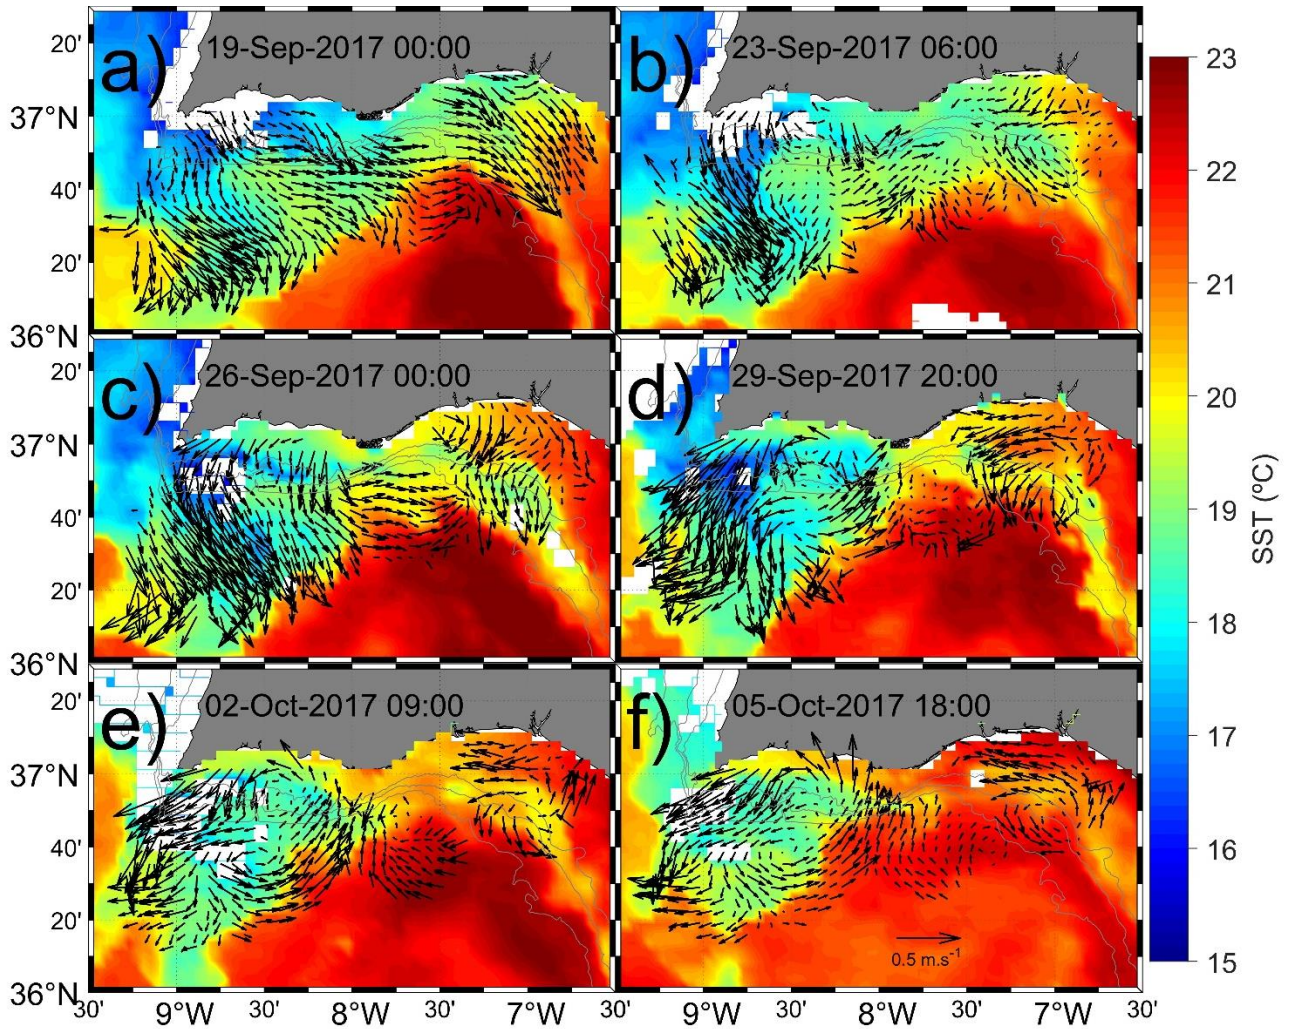 a) 19-Sep-2017 00:00
b) 23-Sep-2017 06:00
20'
37°N
40'
20'
36°N
c) 26-Sep-2017 00:00
d) 29-Sep-2017 20:00
20'
37°N
40'
20'
36°N
e) 02-Oct-2017 09:00
f) 05-Oct-2017 18:00
20'
37°N
40'
20'
36°N
0.5 m.s-1
30' 9°W 30' 8°W 30' 7°W 30'
30' 9°W 30' 8°W 30' 7°W 30'
23
22
21
20
19
18
17
16
15
SST (ºC)